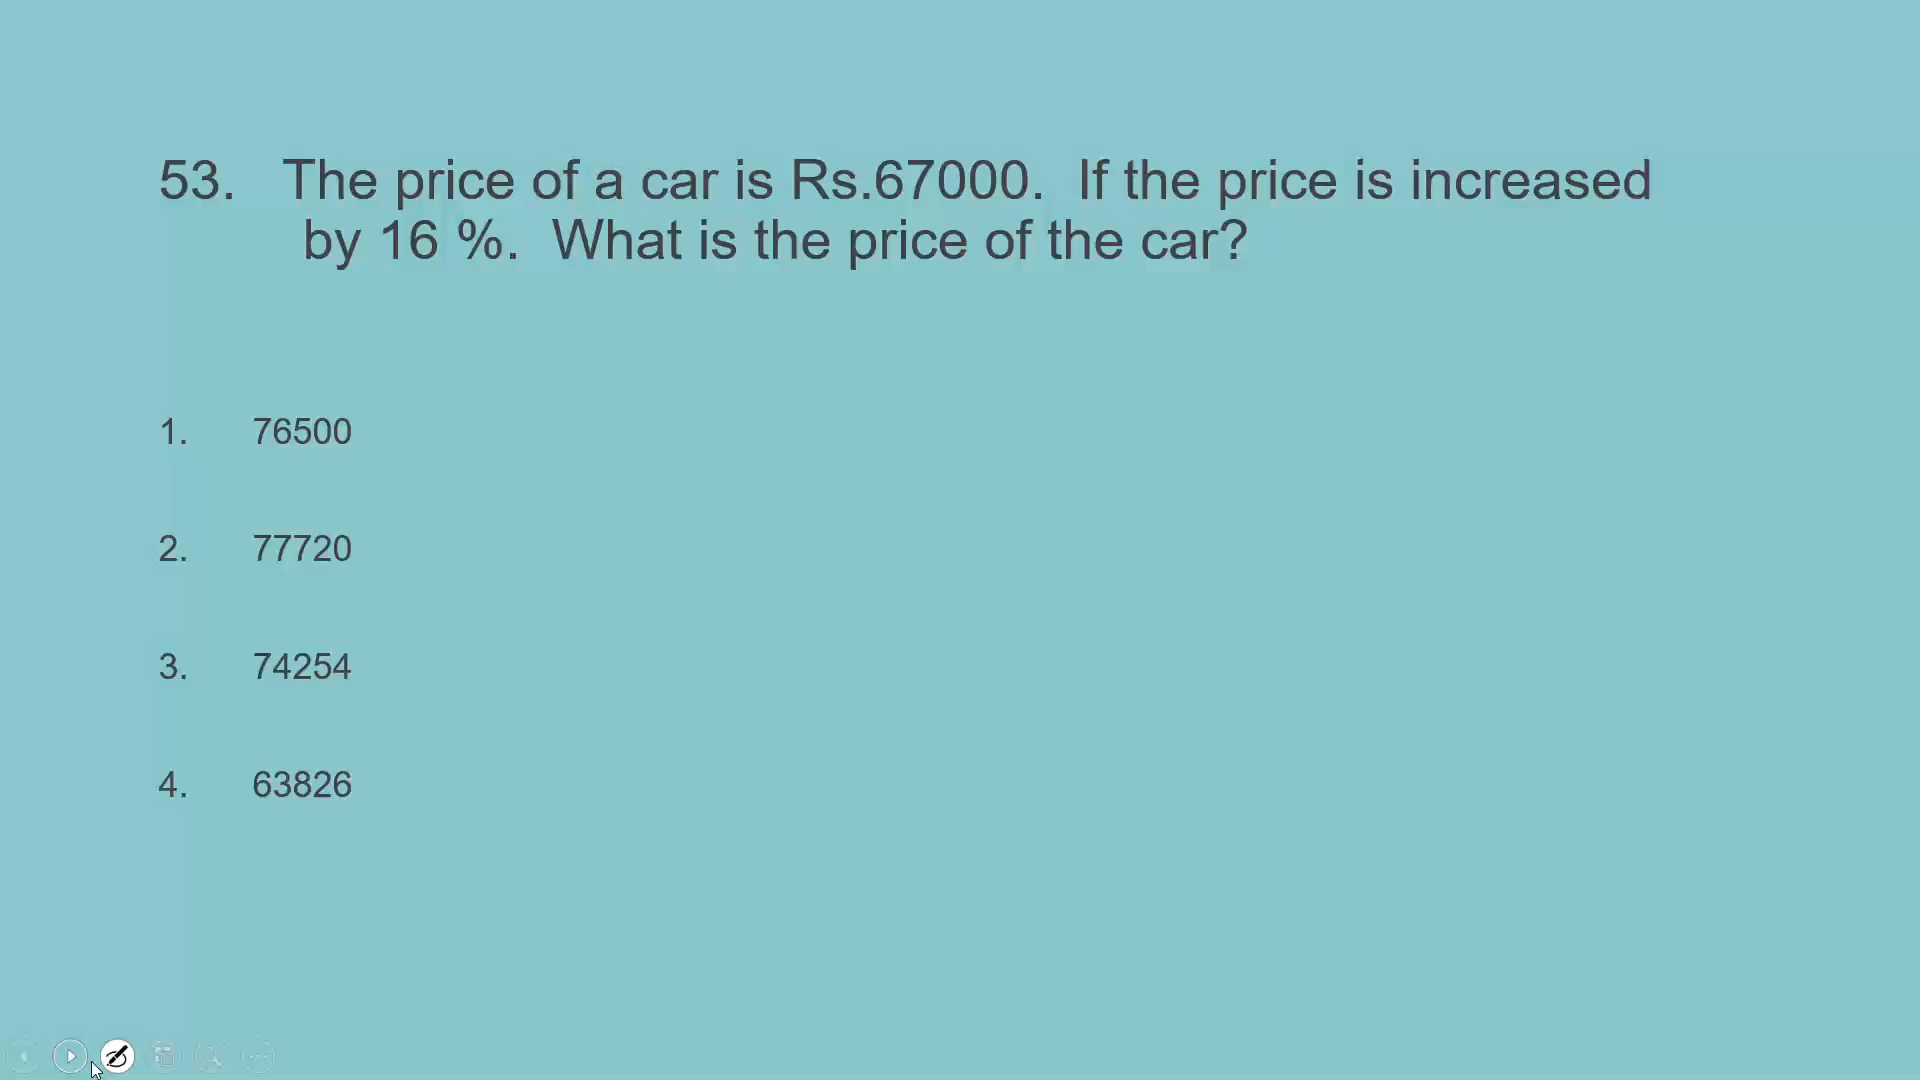 53. The price of a car is Rs.67000. If the price is increased
by 16 %. What is the price of the car?
1. 76500
2. 77720
3. 74254
4. 63826